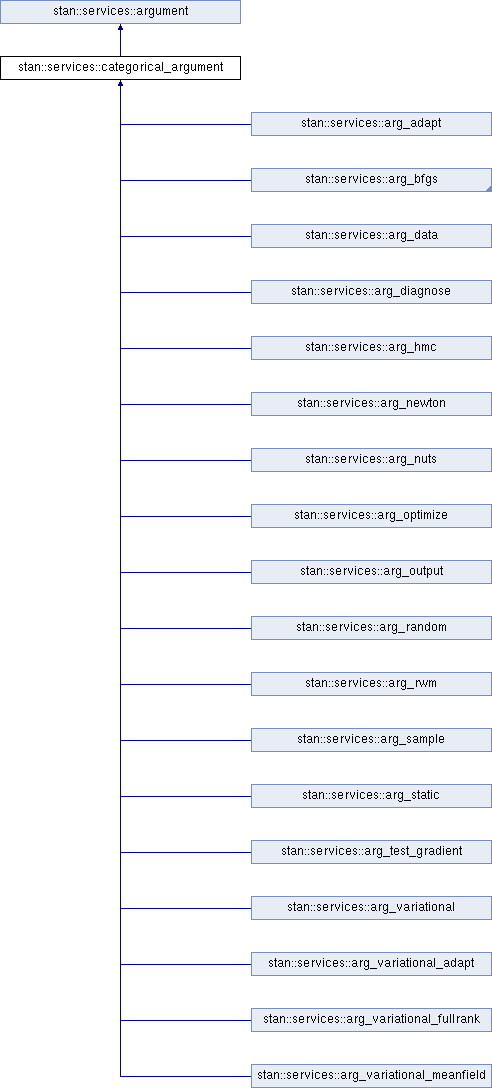 stan::services::argument
stan::services::categorical_argument
stan::services::arg_adapt
stan::services::arg_bfgs
stan::services::arg_data
stan::services::arg_diagnose
stan::services::arg_hmc
stan::services::arg_newton
stan::services::arg_nuts
stan::services::arg_optimize
stan::services::arg_output
stan::services::arg_random
stan::services::arg_rwm
stan::services::arg_sample
stan::services::arg_static
stan::services::arg_test_gradient
stan::services::arg_variational
stan::services::arg_variational_adapt
stan::services::arg_variational_fullrank
stan::services::arg_variational_meanfield